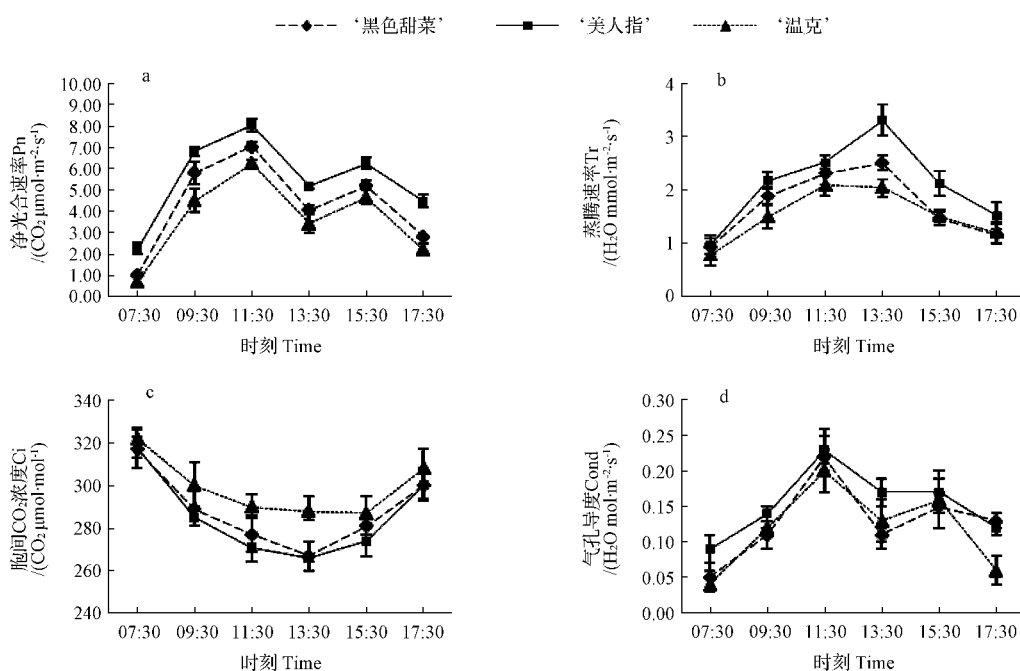 ‘黑色甜菜’ ‘美人指’ ‘温克’
a
净光合速率Pn
/(CO₂ μmol·m⁻²·s⁻¹)
10.00
9.00
8.00
7.00
6.00
5.00
4.00
3.00
2.00
1.00
0.00
07:30 09:30 11:30 13:30 15:30 17:30
时刻 Time
b
蒸腾速率Tr
/(H₂O mmol·m⁻²·s⁻¹)
4
3
2
1
0
07:30 09:30 11:30 13:30 15:30 17:30
时刻 Time
c
胞间CO₂浓度Ci
/(CO₂ μmol·mol⁻¹)
340
320
300
280
260
240
07:30 09:30 11:30 13:30 15:30 17:30
时刻 Time
d
气孔导度Cond
/(H₂O mol·m⁻²·s⁻¹)
0.30
0.25
0.20
0.15
0.10
0.05
0.00
07:30 09:30 11:30 13:30 15:30 17:30
时刻 Time